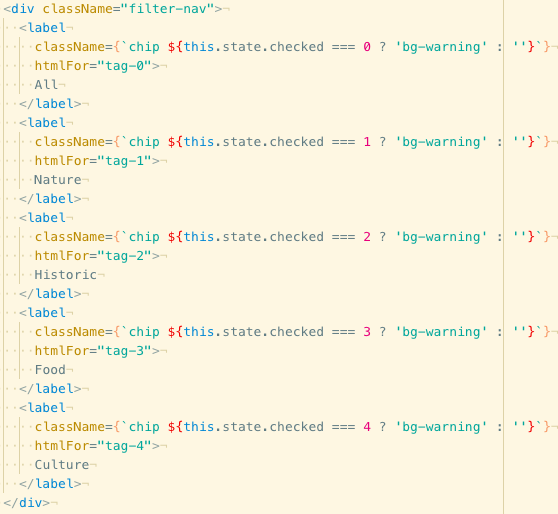 <div className="filter-nav">
<label
className={`chip ${this.state.checked === 0 ? 'bg-warning' : ''}`}
htmlFor="tag-0">
All
</label>
<label
className={`chip ${this.state.checked === 1 ? 'bg-warning' : ''}`}
htmlFor="tag-1">
Nature
</label>
<label
className={`chip ${this.state.checked === 2 ? 'bg-warning' : ''}`}
htmlFor="tag-2">
Historic
</label>
<label
className={`chip ${this.state.checked === 3 ? 'bg-warning' : ''}`}
htmlFor="tag-3">
Food
</label>
<label
className={`chip ${this.state.checked === 4 ? 'bg-warning' : ''}`}
htmlFor="tag-4">
Culture
</label>
</div>